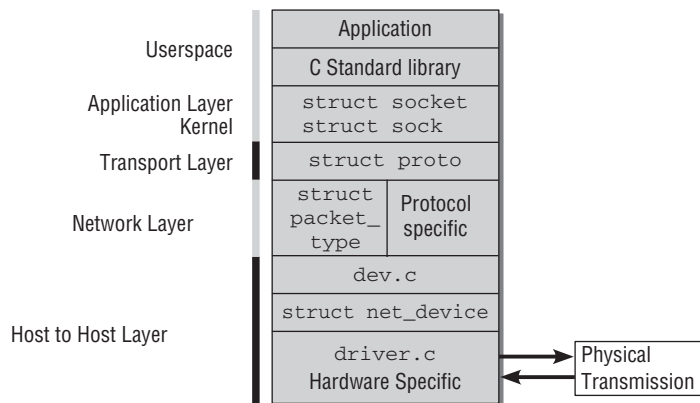 Userspace
Application
C Standard library
Application Layer
Kernel
struct socket
struct sock
Transport Layer
struct proto
Network Layer
struct
packet_
type
Protocol
specific
Host to Host Layer
dev.c
struct net_device
driver.c
Hardware Specific
Physical
Transmission